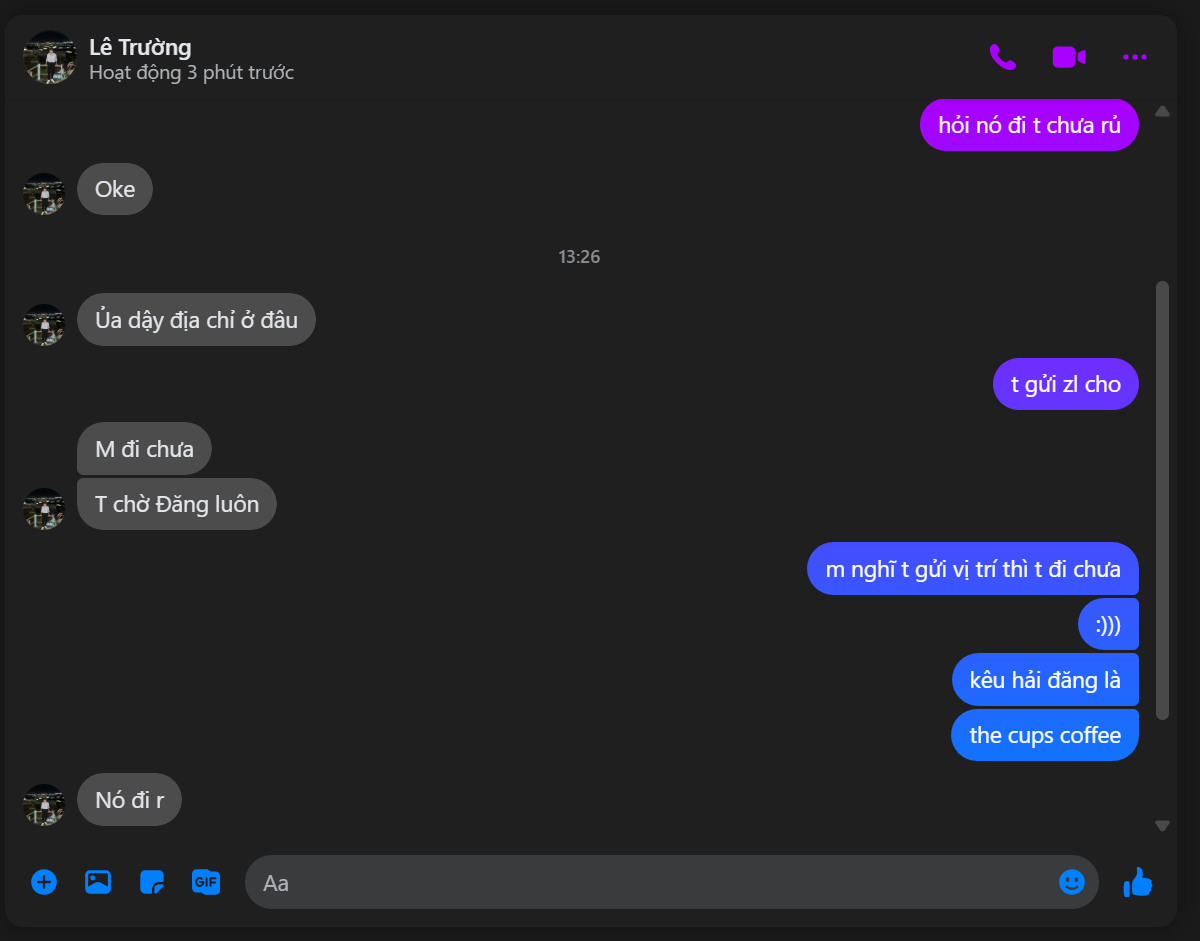 Lê Trường
Hoạt động 3 phút trước
hỏi nó đi t chưa rủ
Oke
13:26
Ủa dậy địa chỉ ở đâu
t gửi zl cho
M đi chưa
T chờ Đăng luôn
m nghĩ t gửi vị trí thì t đi chưa
:)))
kêu hải đăng là
the cups coffee
Nó đi r
GIF
Aa